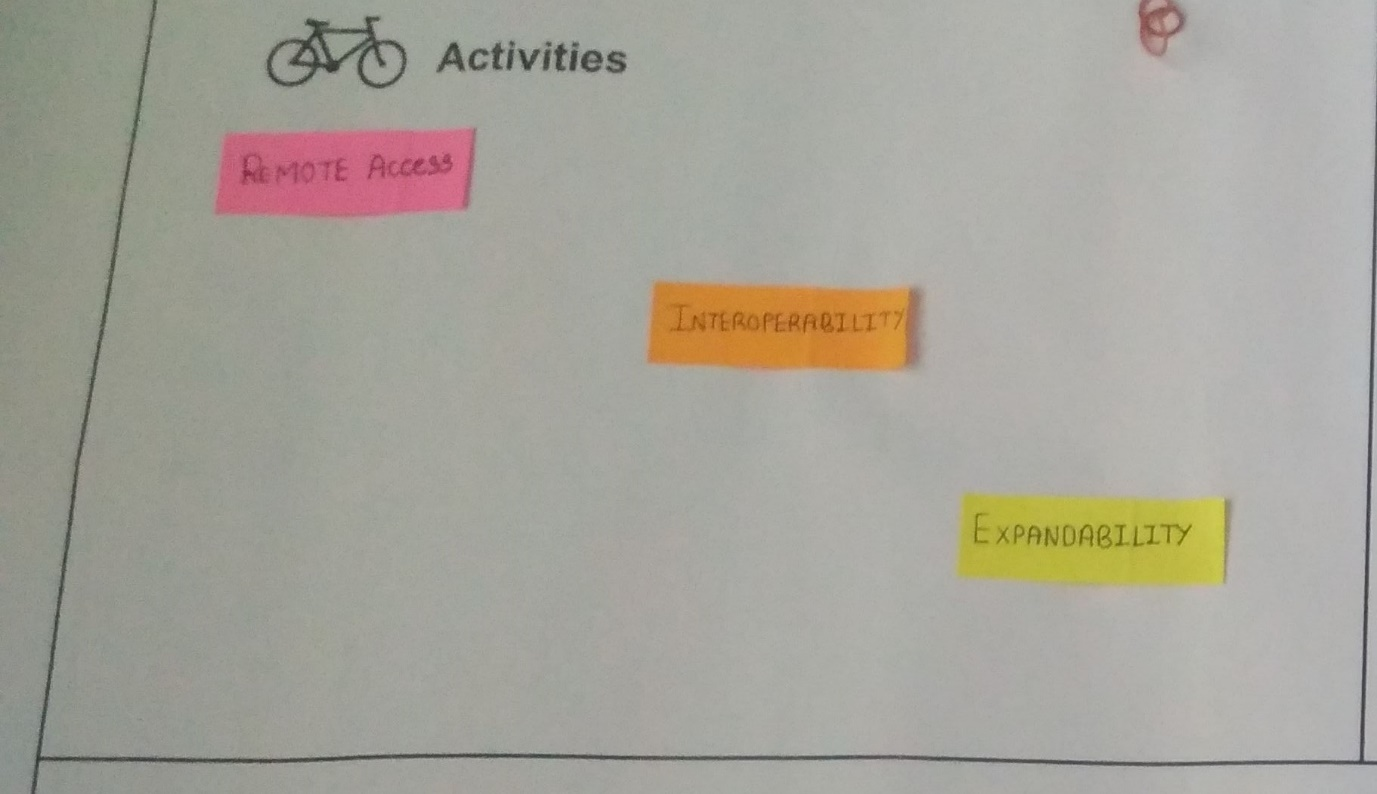 Activities
REMOTE Access
INTEROPERABILITY
EXPANDABILITY